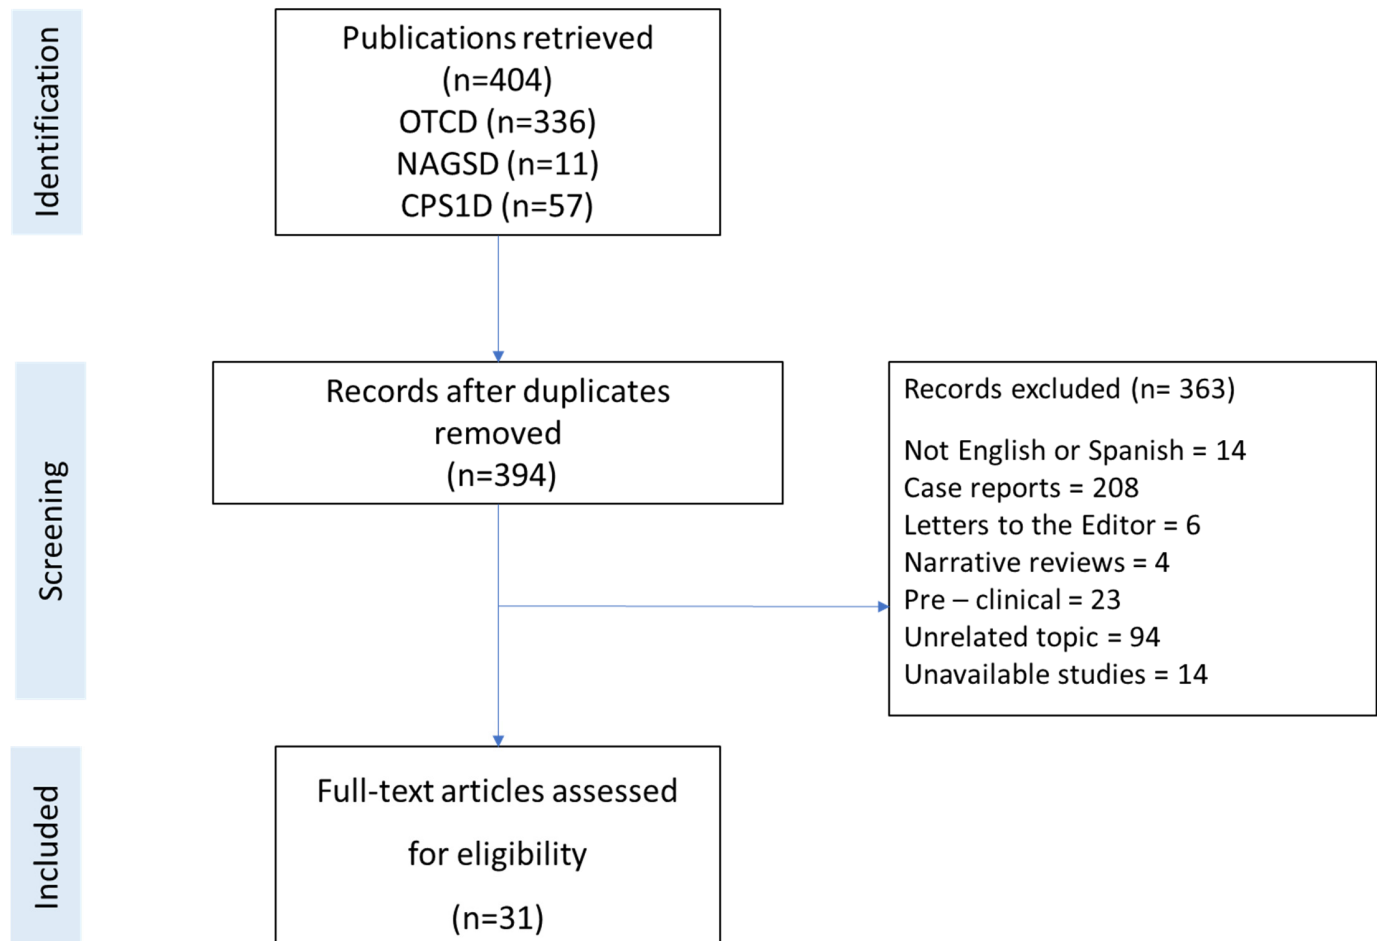 Identification
Publications retrieved
(n=404)
OTCD (n=336)
NAGSD (n=11)
CPS1D (n=57)
Screening
Records after duplicates
removed
(n=394)
Records excluded (n= 363)
Not English or Spanish = 14
Case reports = 208
Letters to the Editor = 6
Narrative reviews = 4
Pre – clinical = 23
Unrelated topic = 94
Unavailable studies = 14
Included
Full-text articles assessed
for eligibility
(n=31)